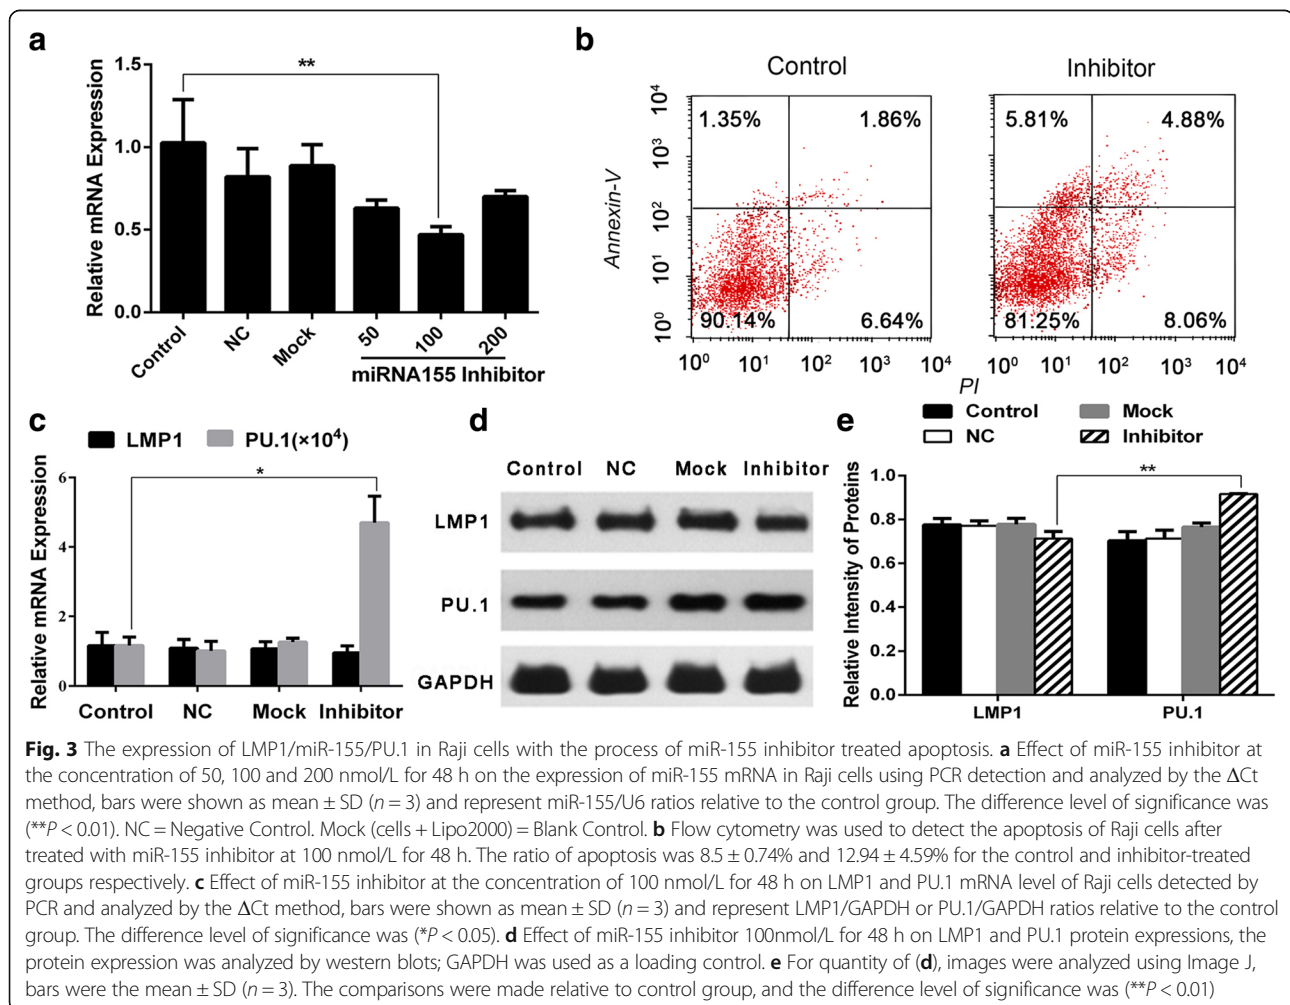 a
Relative mRNA Expression
1.5
1.0
0.5
0.0
**
Control
NC
Mock
50
100
200
miRNA155 Inhibitor
b
Control
Inhibitor
Annexin-V
10⁴
10³
10²
10¹
10⁰
1.35%
1.86%
90.14%
6.64%
10⁰ 10¹ 10² 10³ 10⁴
5.81%
4.88%
81.25%
8.06%
10⁰ 10¹ 10² 10³ 10⁴
PI
c
LMP1 PU.1(×10⁴)
Relative mRNA Expression
6
4
2
0
*
Control NC Mock Inhibitor
d
Control NC Mock Inhibitor
LMP1
PU.1
GAPDH
e
Control Mock
NC Inhibitor
Relative Intensity of Proteins
1.0
0.8
0.6
0.4
0.2
0.0
**
LMP1 PU.1
Fig. 3 The expression of LMP1/miR-155/PU.1 in Raji cells with the process of miR-155 inhibitor treated apoptosis. a Effect of miR-155 inhibitor at
the concentration of 50, 100 and 200 nmol/L for 48 h on the expression of miR-155 mRNA in Raji cells using PCR detection and analyzed by the ΔCt
method, bars were shown as mean ± SD (n = 3) and represent miR-155/U6 ratios relative to the control group. The difference level of significance was
(**P < 0.01). NC = Negative Control. Mock (cells + Lipo2000) = Blank Control. b Flow cytometry was used to detect the apoptosis of Raji cells after
treated with miR-155 inhibitor at 100 nmol/L for 48 h. The ratio of apoptosis was 8.5 ± 0.74% and 12.94 ± 4.59% for the control and inhibitor-treated
groups respectively. c Effect of miR-155 inhibitor at the concentration of 100 nmol/L for 48 h on LMP1 and PU.1 mRNA level of Raji cells detected by
PCR and analyzed by the ΔCt method, bars were shown as mean ± SD (n = 3) and represent LMP1/GAPDH or PU.1/GAPDH ratios relative to the control
group. The difference level of significance was (*P < 0.05). d Effect of miR-155 inhibitor 100nmol/L for 48 h on LMP1 and PU.1 protein expressions, the
protein expression was analyzed by western blots; GAPDH was used as a loading control. e For quantity of (d), images were analyzed using Image J,
bars were the mean ± SD (n = 3). The comparisons were made relative to control group, and the difference level of significance was (**P < 0.01)